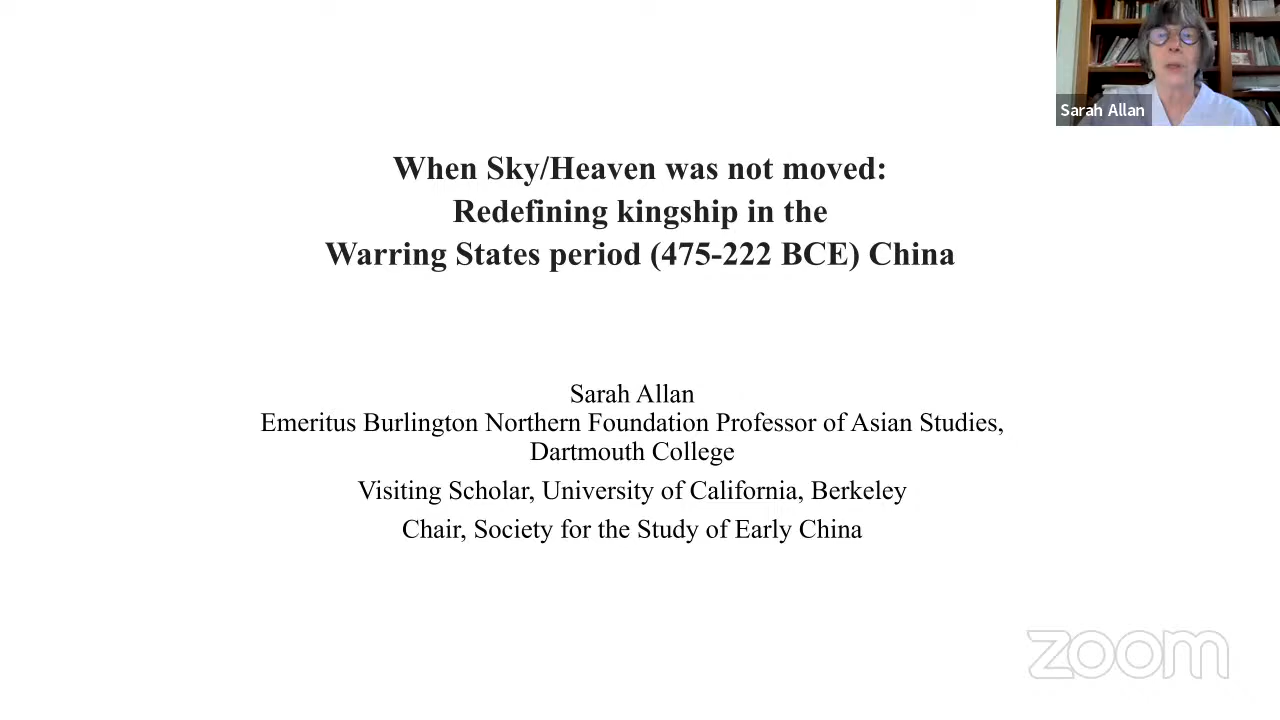 Sarah Allan
When Sky/Heaven was not moved:
Redefining kingship in the
Warring States period (475-222 BCE) China
Sarah Allan
Emeritus Burlington Northern Foundation Professor of Asian Studies,
Dartmouth College
Visiting Scholar, University of California, Berkeley
Chair, Society for the Study of Early China
zoom